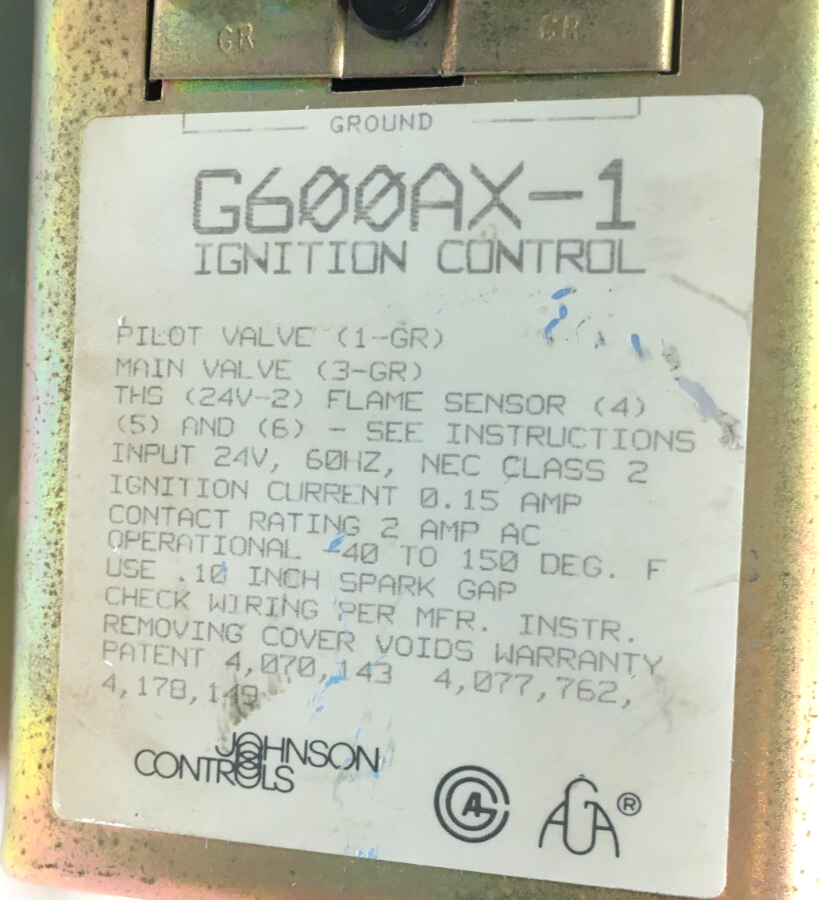 GR GR
GROUND
G600AX-1
IGNITION CONTROL
PILOT VALVE (1-GR)
MAIN VALVE (3-GR)
THS (24V-2) FLAME SENSOR (4)
(5) AND (6) - SEE INSTRUCTIONS
INPUT 24V, 60HZ, NEC CLASS 2
IGNITION CURRENT 0.15 AMP
CONTACT RATING 2 AMP AC
OPERATIONAL -40 TO 150 DEG. F
USE .10 INCH SPARK GAP
CHECK WIRING PER MFR. INSTR.
REMOVING COVER VOIDS WARRANTY
PATENT 4,070,143 4,077,762,
4,178,149
JOHNSON
CONTROLS
CAG
AGA®